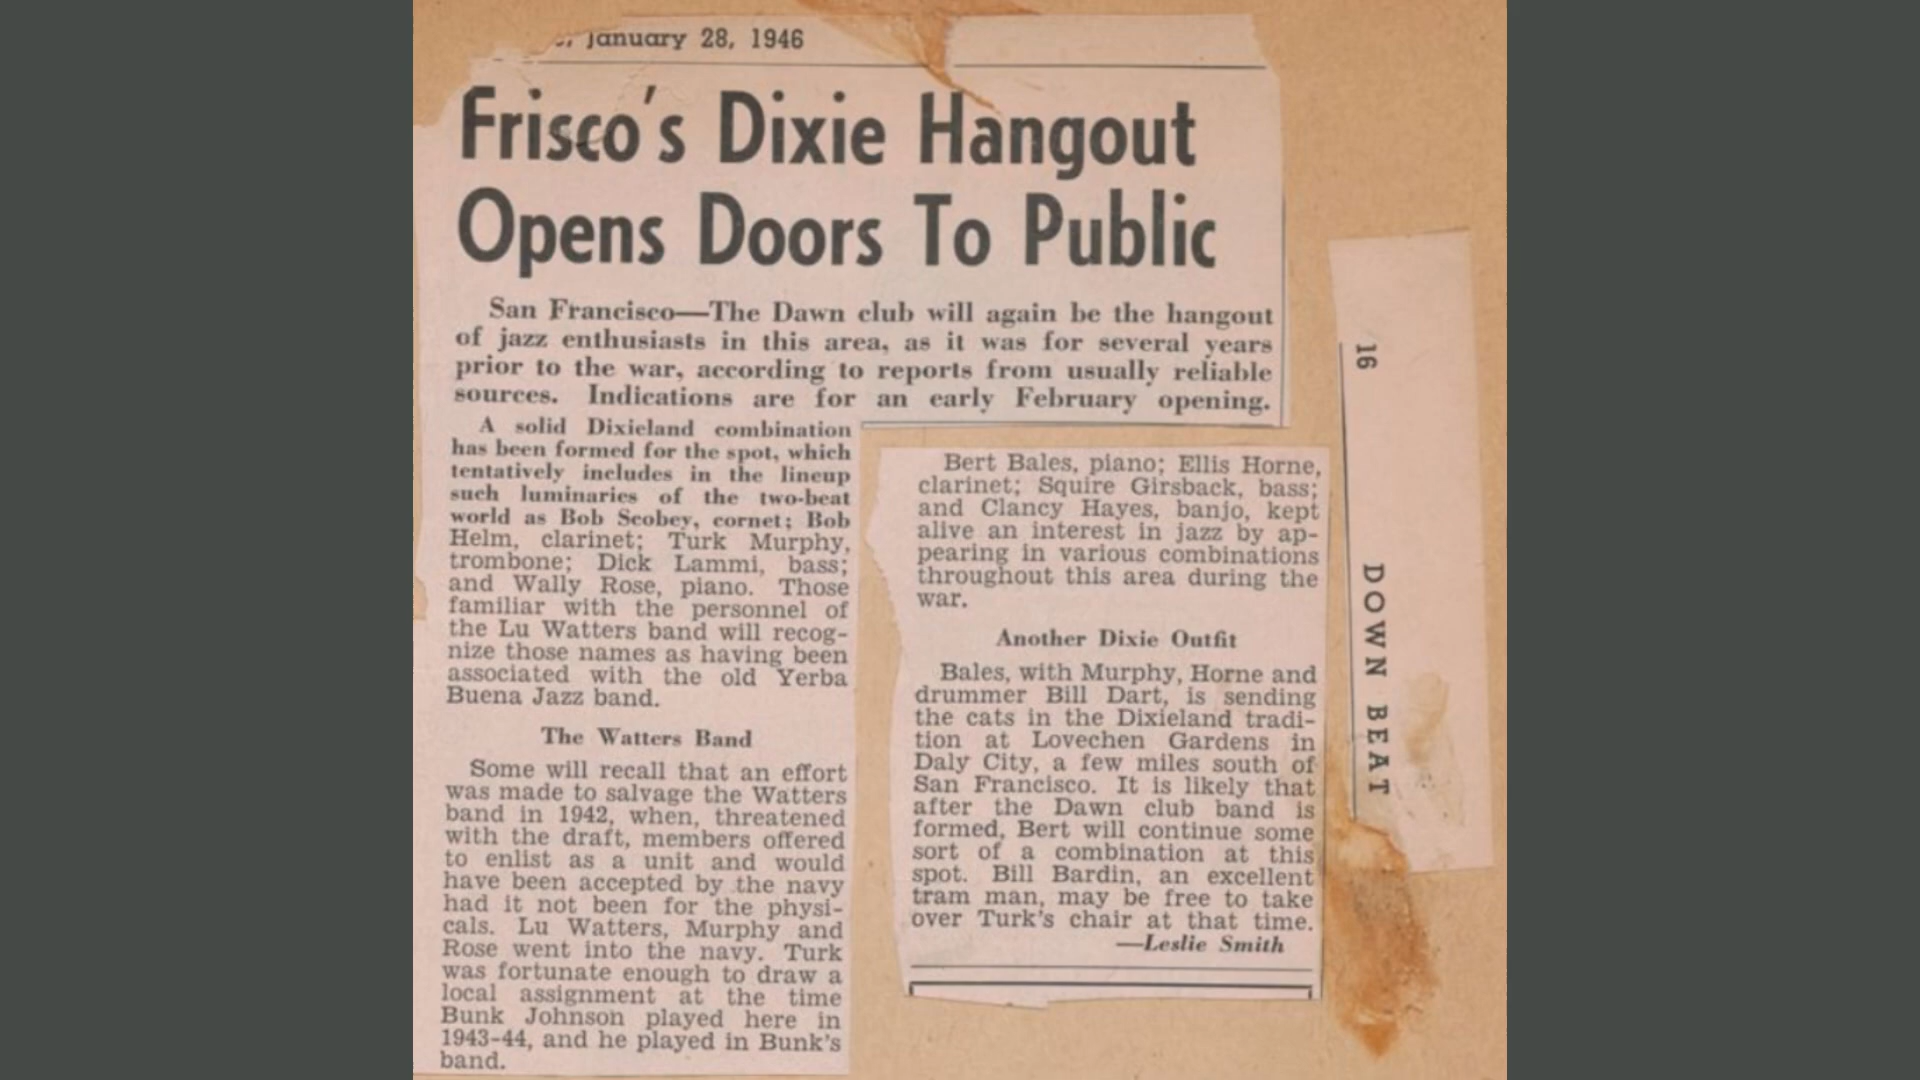 January 28, 1946
Frisco's Dixie Hangout
Opens Doors To Public
San Francisco—The Dawn club will again be the hangout
of jazz enthusiasts in this area, as it was for several years
prior to the war, according to reports from usually reliable
sources. Indications are for an early February opening.
A solid Dixieland combination
has been formed for the spot, which
tentatively includes in the lineup
such luminaries of the two-beat
world as Bob Scobey, cornet; Bob
Helm, clarinet; Turk Murphy,
trombone; Dick Lammi, bass;
and Wally Rose, piano. Those
familiar with the personnel of
the Lu Watters band will recog-
nize those names as having been
associated with the old Yerba
Buena Jazz band.
The Watters Band
Some will recall that an effort
was made to salvage the Watters
band in 1942, when, threatened
with the draft, members offered
to enlist as a unit and would
have been accepted by the navy
had it not been for the physi-
cals. Lu Watters, Murphy and
Rose went into the navy. Turk
was fortunate enough to draw a
local assignment at the time
Bunk Johnson played here in
1943-44, and he played in Bunk's
band.
Bert Bales, piano; Ellis Horne,
clarinet; Squire Girsback, bass;
and Clancy Hayes, banjo, kept
alive an interest in jazz by ap-
pearing in various combinations
throughout this area during the
war.
Another Dixie Outfit
Bales, with Murphy, Horne and
drummer Bill Dart, is sending
the cats in the Dixieland tradi-
tion at Lovechen Gardens in
Daly City, a few miles south of
San Francisco. It is likely that
after the Dawn club band is
formed, Bert will continue some
sort of a combination at this
spot. Bill Bardin, an excellent
tram man, may be free to take
over Turk's chair at that time.
—Leslie Smith
16 DOWN BEAT